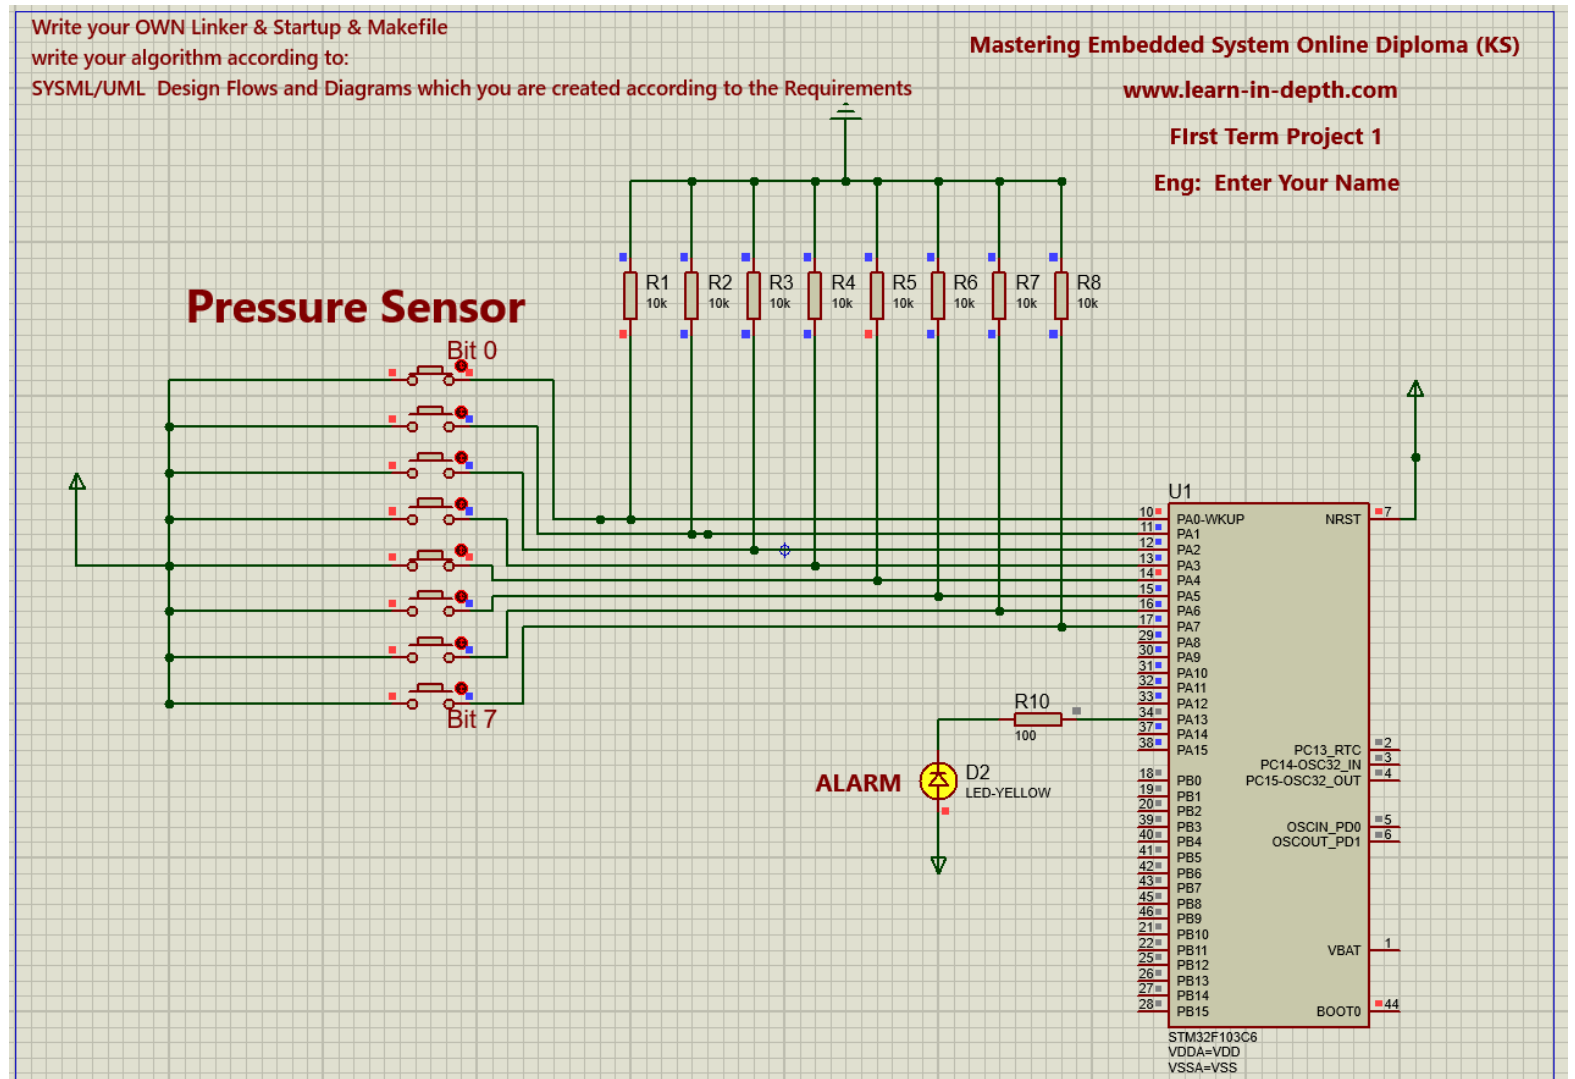 Write your OWN Linker & Startup & Makefile
write your algorithm according to:
SYSML/UML Design Flows and Diagrams which you are created according to the Requirements
Mastering Embedded System Online Diploma (KS)
www.learn-in-depth.com
FIrst Term Project 1
Eng: Enter Your Name
R1
10k
R2
10k
R3
10k
R4
10k
R5
10k
R6
10k
R7
10k
R8
10k
Pressure Sensor
Bit 0
Bit 7
U1
10 PA0-WKUP
11 PA1
12 PA2
13 PA3
14 PA4
15 PA5
16 PA6
17 PA7
29 PA8
30 PA9
31 PA10
32 PA11
33 PA12
34 PA13
37 PA14
38 PA15
18 PB0
19 PB1
20 PB2
39 PB3
40 PB4
41 PB5
42 PB6
43 PB7
45 PB8
46 PB9
21 PB10
22 PB11
25 PB12
26 PB13
27 PB14
28 PB15
NRST 7
PC13_RTC 2
PC14-OSC32_IN 3
PC15-OSC32_OUT 4
OSCIN_PD0 5
OSCOUT_PD1 6
VBAT 1
BOOT0 44
R10
100
ALARM
D2
LED-YELLOW
STM32F103C6
VDDA=VDD
VSSA=VSS